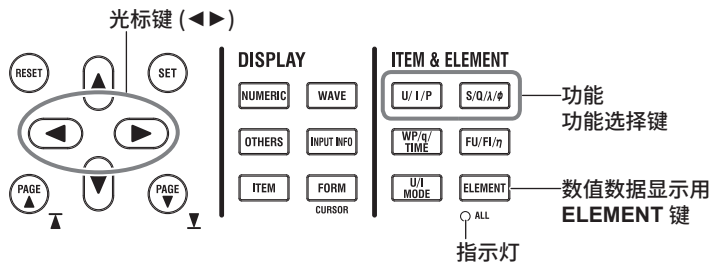 光标键 (◄►)
RESET
SET
PAGE
PAGE
DISPLAY
NUMERIC
WAVE
OTHERS
INPUT INFO
ITEM
FORM
CURSOR
ITEM & ELEMENT
U/ I/P
S/Q/λ/ϕ
WP/q/
TIME
FU/FI/η
U/I
MODE
ELEMENT
ALL
功能
功能选择键
数值数据显示用
ELEMENT 键
指示灯